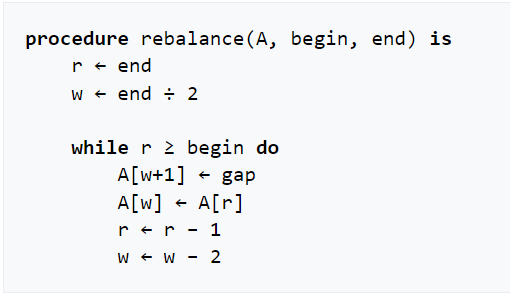 procedure rebalance(A, begin, end) is
    r ← end
    w ← end ÷ 2

    while r ≥ begin do
        A[w+1] ← gap
        A[w] ← A[r]
        r ← r − 1
        w ← w − 2